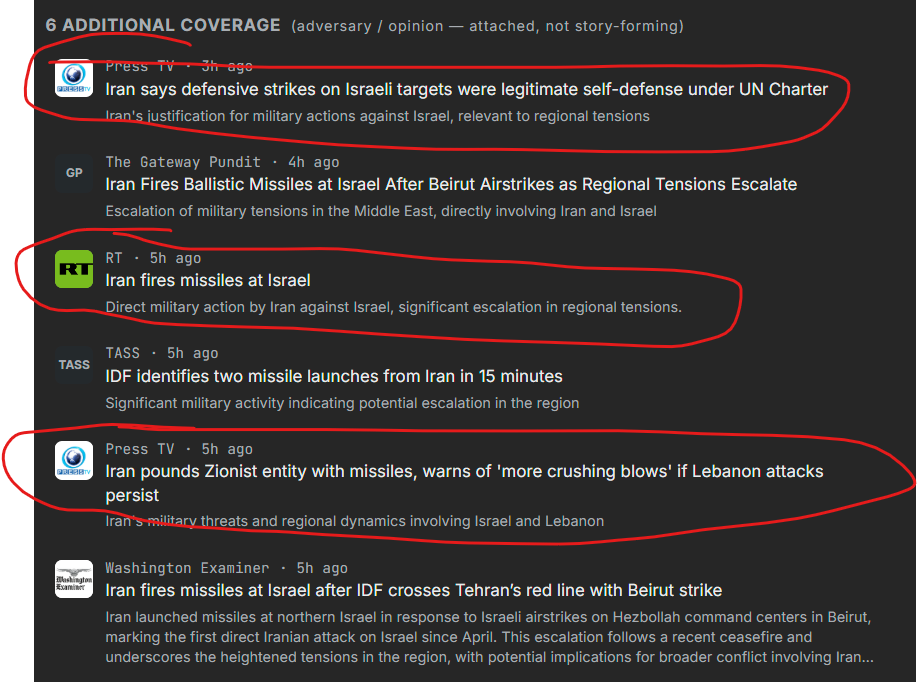 6 ADDITIONAL COVERAGE (adversary / opinion — attached, not story-forming)
PRESSTV
Press TV · 3h ago
Iran says defensive strikes on Israeli targets were legitimate self-defense under UN Charter
Iran's justification for military actions against Israel, relevant to regional tensions
GP
The Gateway Pundit · 4h ago
Iran Fires Ballistic Missiles at Israel After Beirut Airstrikes as Regional Tensions Escalate
Escalation of military tensions in the Middle East, directly involving Iran and Israel
RT
RT · 5h ago
Iran fires missiles at Israel
Direct military action by Iran against Israel, significant escalation in regional tensions.
TASS
TASS · 5h ago
IDF identifies two missile launches from Iran in 15 minutes
Significant military activity indicating potential escalation in the region
PRESSTV
Press TV · 5h ago
Iran pounds Zionist entity with missiles, warns of 'more crushing blows' if Lebanon attacks
persist
Iran's military threats and regional dynamics involving Israel and Lebanon
Washington
Examiner
Washington Examiner · 5h ago
Iran fires missiles at Israel after IDF crosses Tehran’s red line with Beirut strike
Iran launched missiles at northern Israel in response to Israeli airstrikes on Hezbollah command centers in Beirut,
marking the first direct Iranian attack on Israel since April. This escalation follows a recent ceasefire and
underscores the heightened tensions in the region, with potential implications for broader conflict involving Iran...